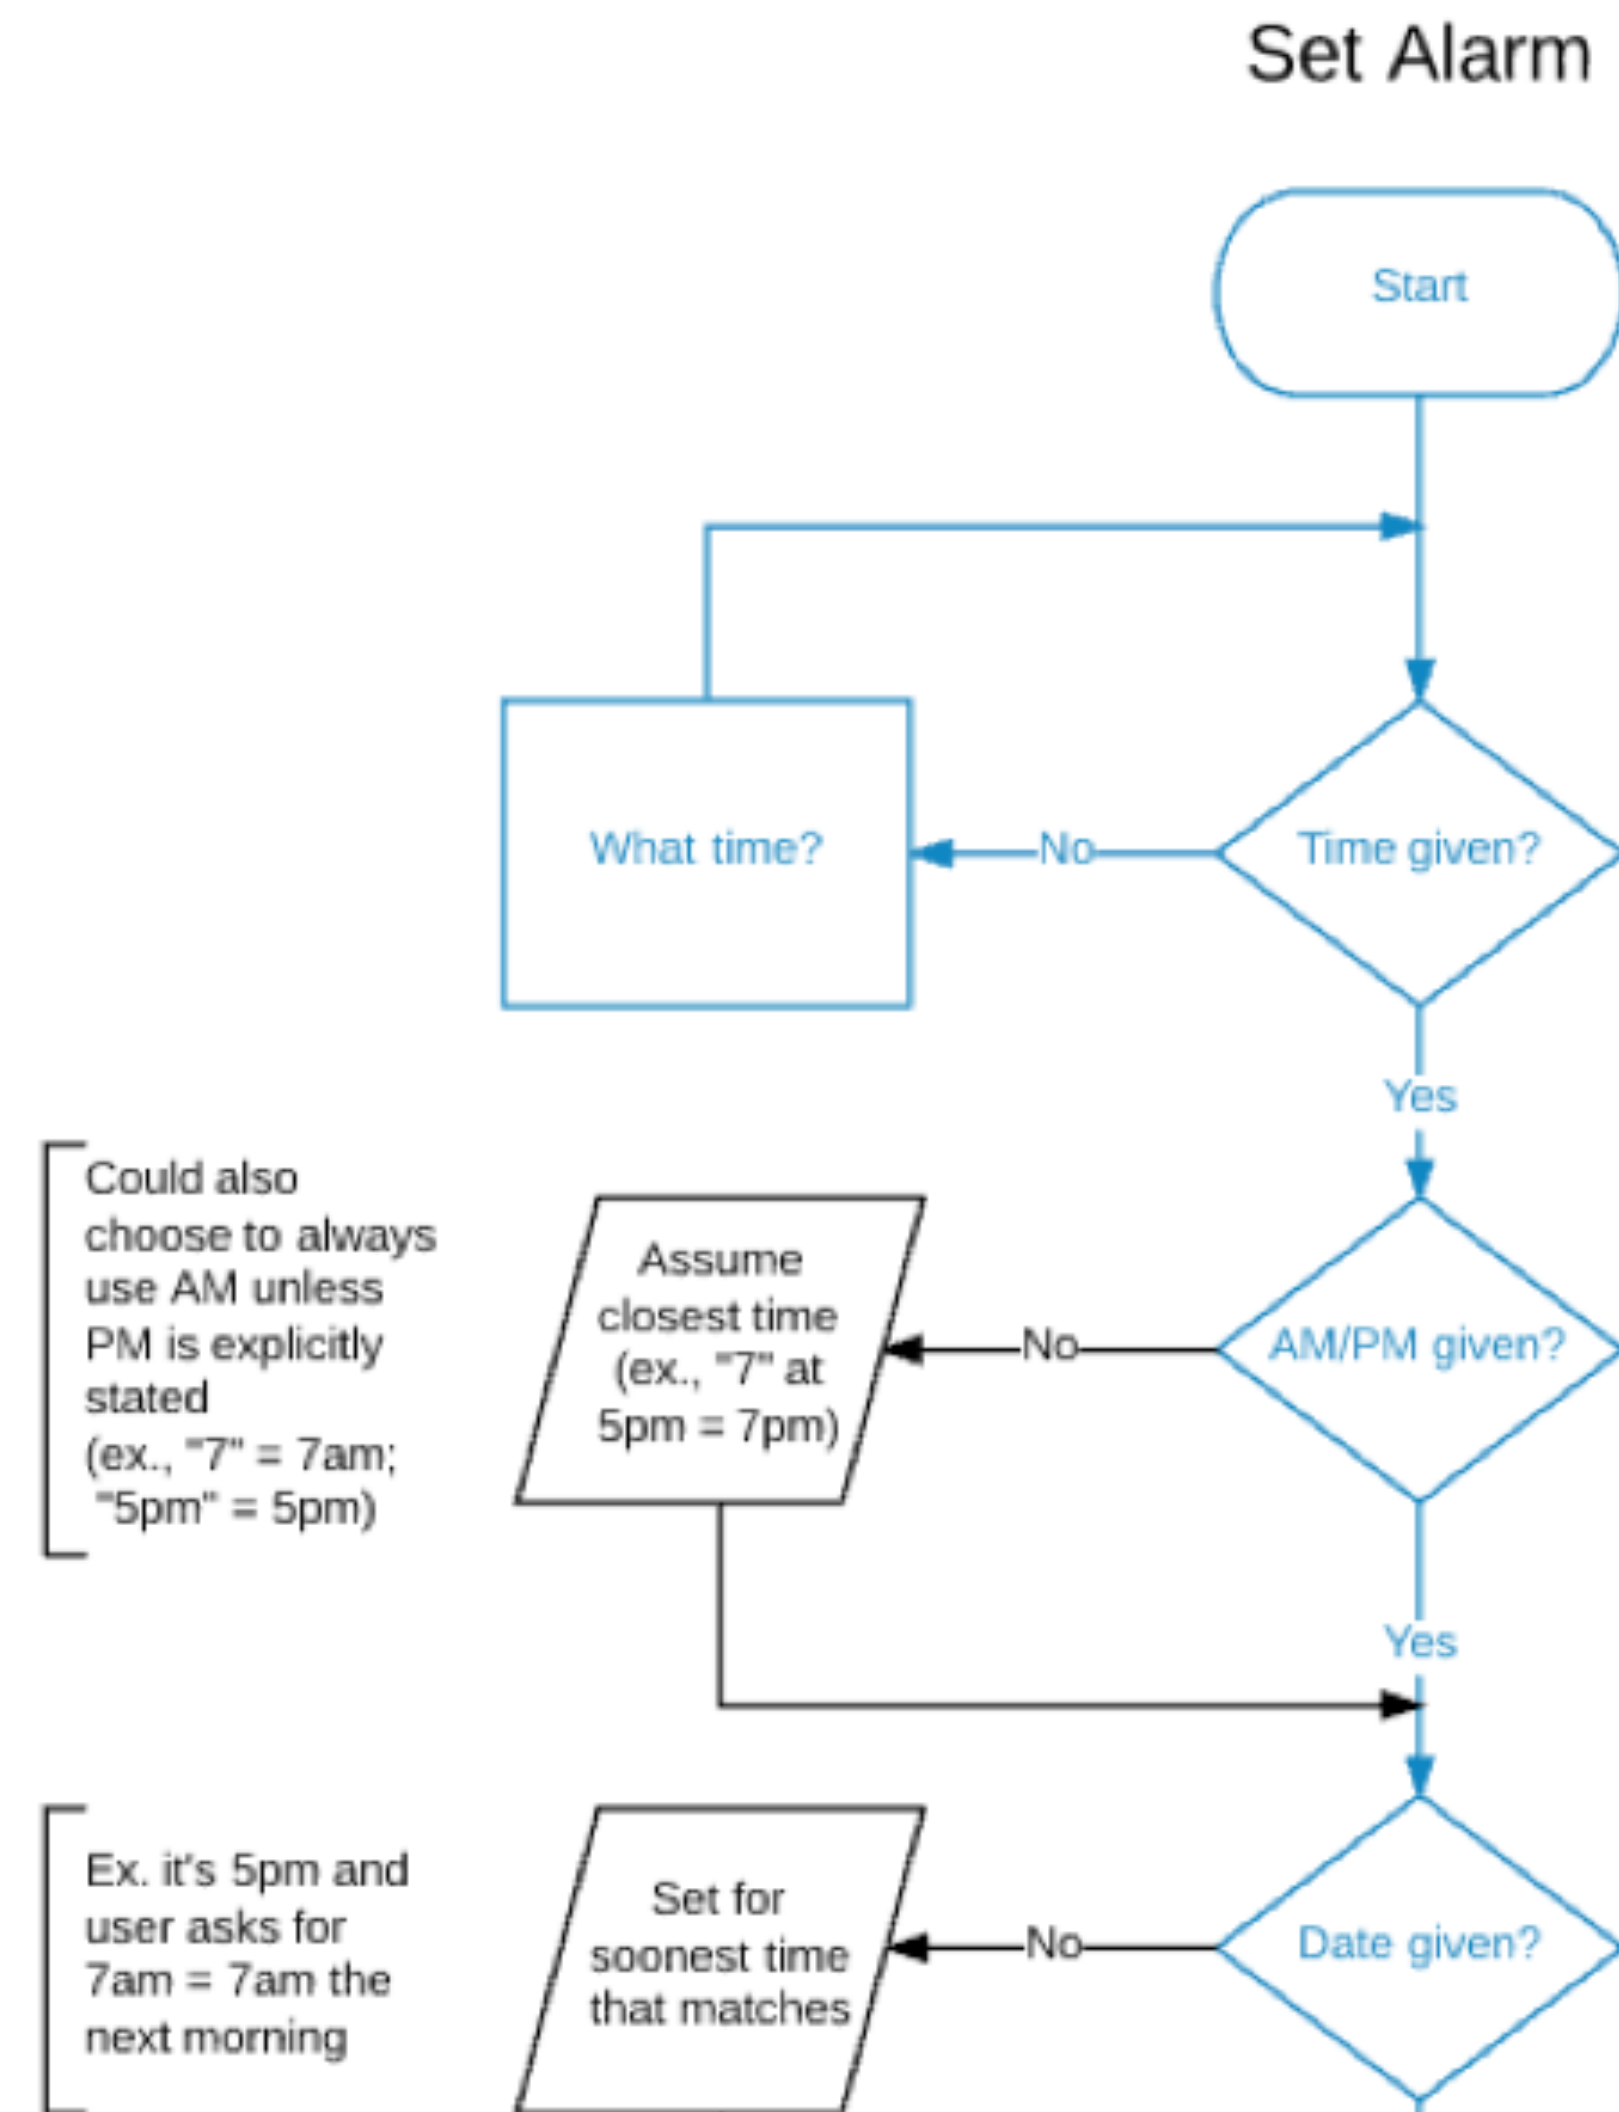 Set Alarm
Start
What time?
No
Time given?
Yes
Could also
choose to always
use AM unless
PM is explicitly
stated
(ex., "7" = 7am;
"5pm" = 5pm)
Assume
closest time
(ex., "7" at
5pm = 7pm)
No
AM/PM given?
Yes
Ex. it's 5pm and
user asks for
7am = 7am the
next morning
Set for
soonest time
that matches
No
Date given?